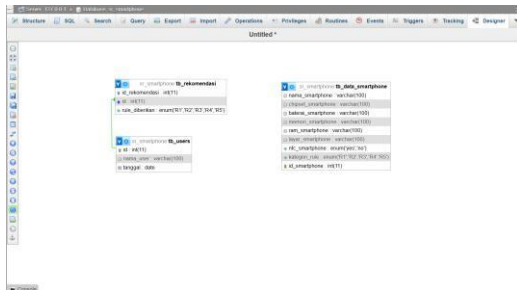 Structure SQL Search Query Export Import Operations Privileges Routines Events Triggers Tracking Designer
Untitled *
tb_rekomendasi
id_rekomendasi : int(11)
id : int(11)
rule_diberikan : enum('R1','R2','R3','R4','R5')
tb_users
id : int(11)
nama_user : varchar(100)
tanggal : date
tb_data_smartphone
nama_smartphone : varchar(100)
chipset_smartphone : varchar(100)
baterai_smartphone : varchar(100)
memori_smartphone : varchar(100)
ram_smartphone : varchar(100)
layar_smartphone : varchar(100)
nfc_smartphone : enum('yes','no')
kategori_rule : enum('R1','R2','R3','R4','R5')
id_smartphone : int(11)
Console